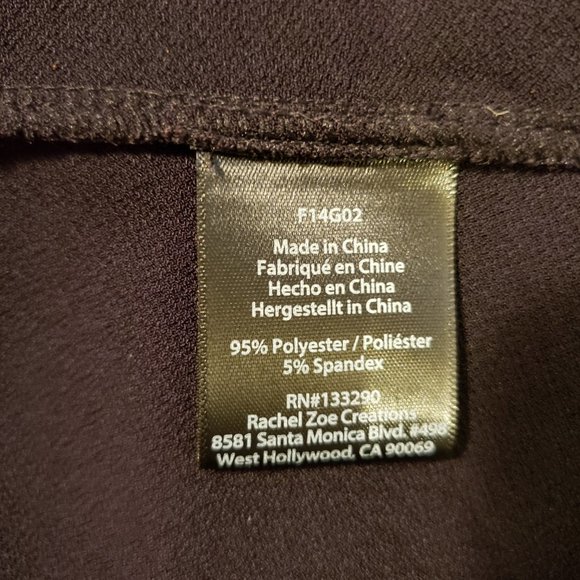 F14G02
Made in China
Fabriqué en Chine
Hecho en China
Hergestellt in China
95% Polyester / Poliéster
5% Spandex
RN#133290
Rachel Zoe Creations
8581 Santa Monica Blvd. #498
West Hollywood, CA 90069